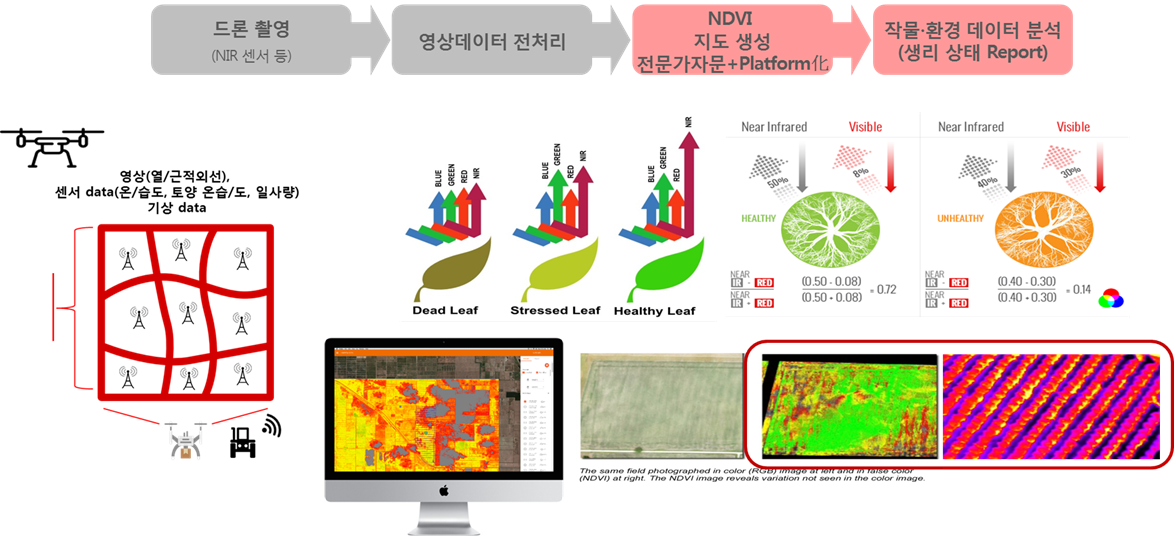 드론 촬영
(NIR 센서 등)
영상데이터 전처리
NDVI
지도 생성
전문가자문+Platform化
작물·환경 데이터 분석
(생리 상태 Report)
영상(열/근적외선),
센서 data(온/습도, 토양 온습/도, 일사량)
기상 data
BLUE
GREEN
RED
NIR
Dead Leaf
BLUE
GREEN
RED
NIR
Stressed Leaf
BLUE
GREEN
RED
NIR
Healthy Leaf
Near Infrared
Visible
50%
8%
HEALTHY
NEAR
IR - RED
NEAR
IR + RED
(0.50 - 0.08)
(0.50 + 0.08)
= 0.72
Near Infrared
Visible
40%
30%
UNHEALTHY
NEAR
IR - RED
NEAR
IR + RED
(0.40 - 0.30)
(0.40 + 0.30)
= 0.14
The same field photographed in color (RGB) image at left and in false color
(NDVI) at right. The NDVI image reveals variation not seen in the color image.